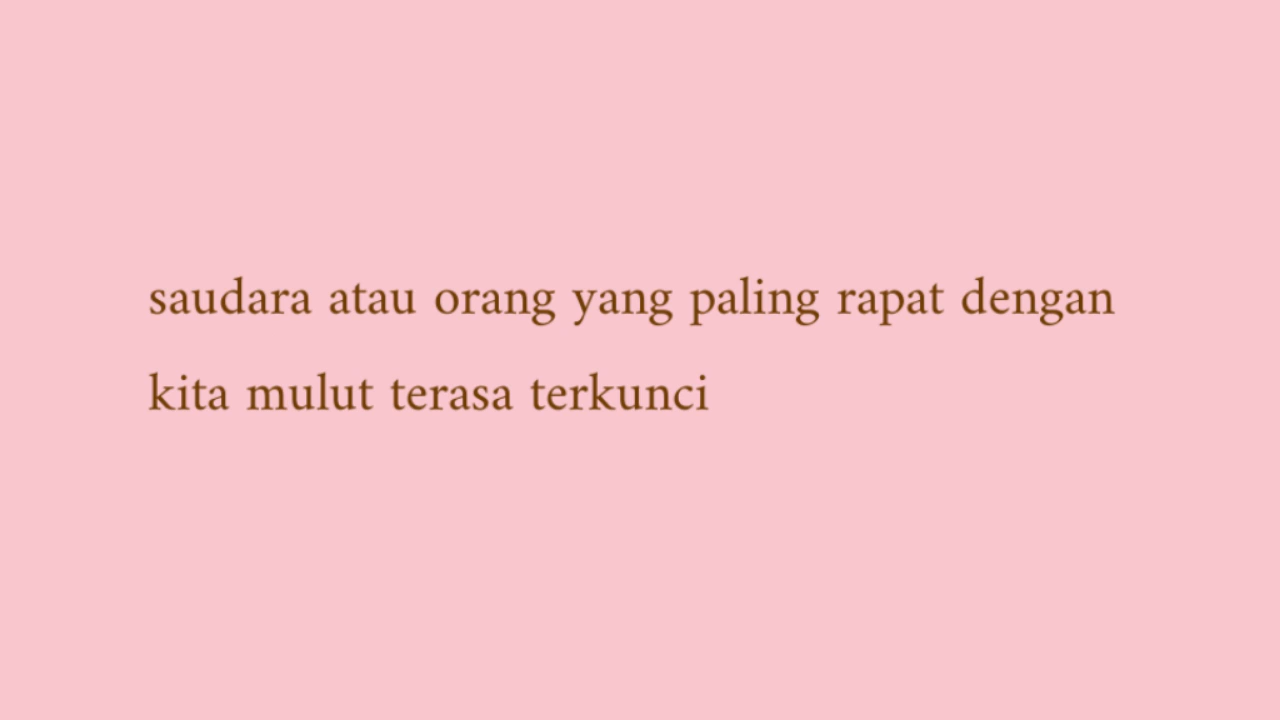 saudara atau orang yang paling rapat dengan
kita mulut terasa terkunci